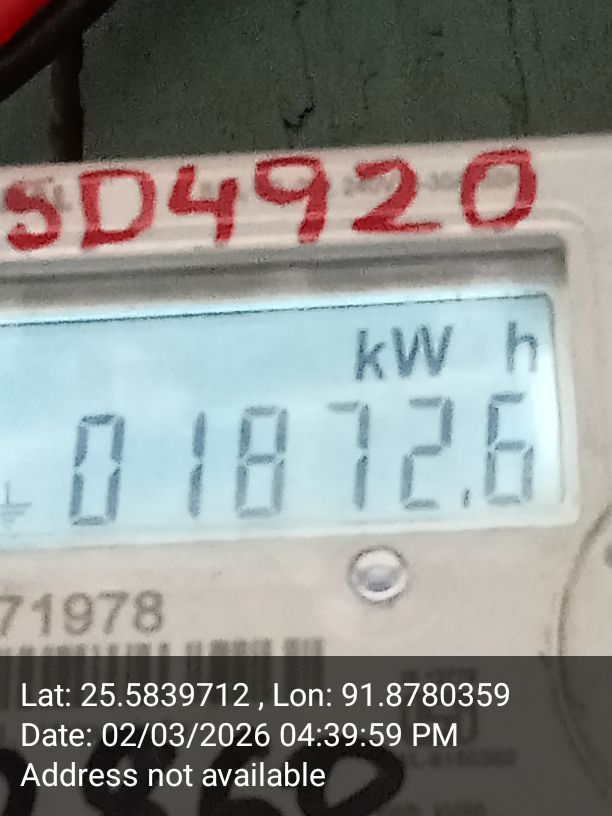 SD4920
kW h
01872.6
71978
Lat: 25.5839712 , Lon: 91.8780359
Date: 02/03/2026 04:39:59 PM
Address not available